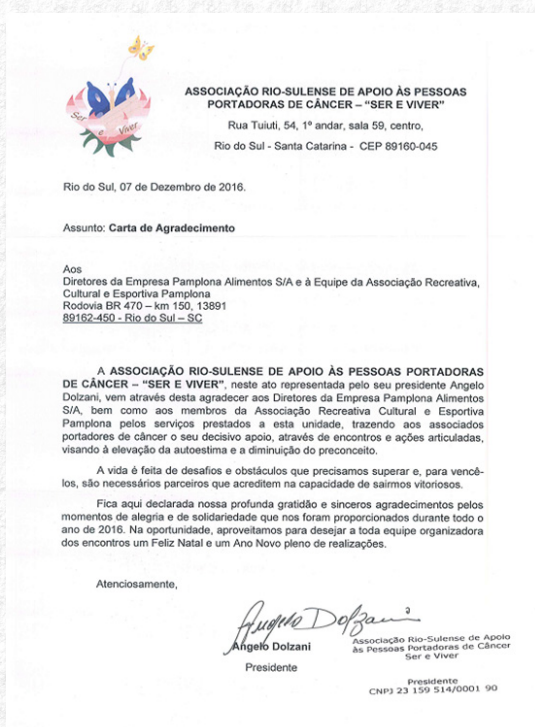 Ser e Viver
ASSOCIAÇÃO RIO-SULENSE DE APOIO ÀS PESSOAS
PORTADORAS DE CÂNCER – "SER E VIVER"
Rua Tuiuti, 54, 1º andar, sala 59, centro,
Rio do Sul - Santa Catarina - CEP 89160-045
Rio do Sul, 07 de Dezembro de 2016.
Assunto: Carta de Agradecimento
Aos
Diretores da Empresa Pamplona Alimentos S/A e à Equipe da Associação Recreativa,
Cultural e Esportiva Pamplona
Rodovia BR 470 – km 150, 13891
89162-450 - Rio do Sul – SC
A ASSOCIAÇÃO RIO-SULENSE DE APOIO ÀS PESSOAS PORTADORAS
DE CÂNCER – "SER E VIVER", neste ato representada pelo seu presidente Angelo
Dolzani, vem através desta agradecer aos Diretores da Empresa Pamplona Alimentos
S/A, bem como aos membros da Associação Recreativa Cultural e Esportiva
Pamplona pelos serviços prestados a esta unidade, trazendo aos associados
portadores de câncer o seu decisivo apoio, através de encontros e ações articuladas,
visando à elevação da autoestima e a diminuição do preconceito.
A vida é feita de desafios e obstáculos que precisamos superar e, para vencê-
los, são necessários parceiros que acreditem na capacidade de sairmos vitoriosos.
Fica aqui declarada nossa profunda gratidão e sinceros agradecimentos pelos
momentos de alegria e de solidariedade que nos foram proporcionados durante todo o
ano de 2016. Na oportunidade, aproveitamos para desejar a toda equipe organizadora
dos encontros um Feliz Natal e um Ano Novo pleno de realizações.
Atenciosamente,
Angelo Dolzani
Angelo Dolzani
Presidente
Associação Rio-Sulense de Apoio
às Pessoas Portadoras de Câncer
Ser e Viver
Presidente
CNPJ 23 159 514/0001 90